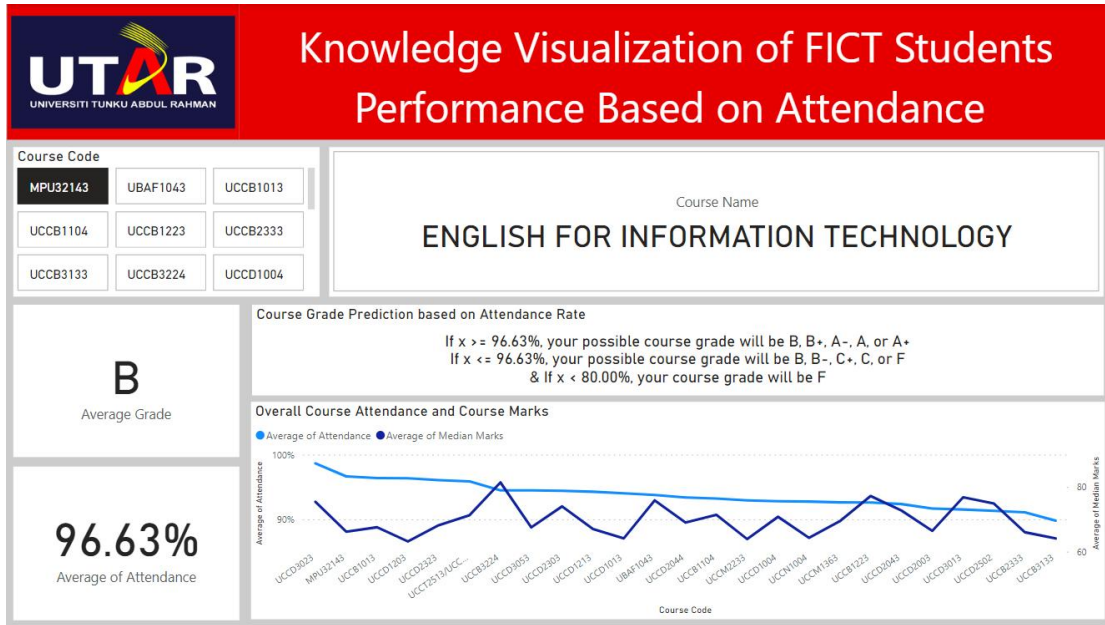 UTAR
UNIVERSITI TUNKU ABDUL RAHMAN
Knowledge Visualization of FICT Students
Performance Based on Attendance
Course Code
MPU32143 UBAF1043 UCCB1013
UCCB1104 UCCB1223 UCCB2333
UCCB3133 UCCB3224 UCCD1004
Course Name
ENGLISH FOR INFORMATION TECHNOLOGY
B
Average Grade
96.63%
Average of Attendance
Course Grade Prediction based on Attendance Rate
If x >= 96.63%, your possible course grade will be B, B+, A-, A, or A+
If x <= 96.63%, your possible course grade will be B, B-, C+, C, or F
& If x < 80.00%, your course grade will be F
Overall Course Attendance and Course Marks
Average of Attendance Average of Median Marks
Average of Attendance
100%
90%
80
60
Average of Median Marks
UCCD3023 MPU32143 UCCB1013 UCCD1203 UCCD2323 UCCT2513/UCC... UCCB3224 UCCD3053 UCCD2303 UCCD1213 UCCD1013 UBAF1043 UCCD2044 UCCB1104 UCCM2233 UCCD1004 UCCN1004 UCCM1363 UCCB1223 UCCD2043 UCCD2003 UCCD3013 UCCD2502 UCCB2333 UCCB3133
Course Code